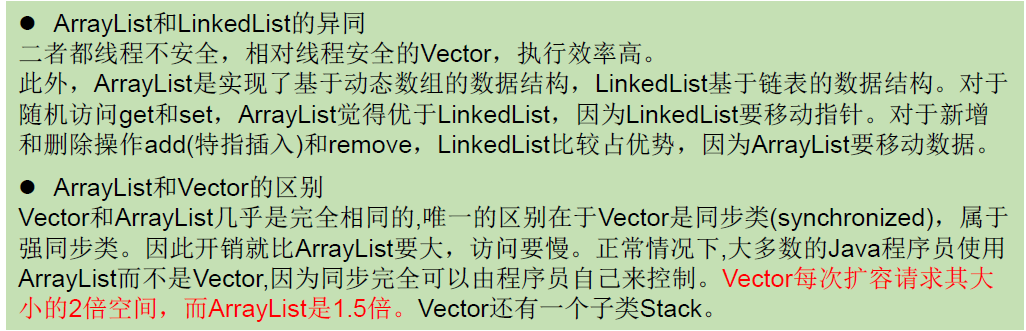 ● ArrayList和LinkedList的异同
二者都线程不安全，相对线程安全的Vector，执行效率高。
此外，ArrayList是实现了基于动态数组的数据结构，LinkedList基于链表的数据结构。对于
随机访问get和set，ArrayList觉得优于LinkedList，因为LinkedList要移动指针。对于新增
和删除操作add(特指插入)和remove，LinkedList比较占优势，因为ArrayList要移动数据。
● ArrayList和Vector的区别
Vector和ArrayList几乎是完全相同的,唯一的区别在于Vector是同步类(synchronized)，属于
强同步类。因此开销就比ArrayList要大，访问要慢。正常情况下,大多数的Java程序员使用
ArrayList而不是Vector,因为同步完全可以由程序员自己来控制。Vector每次扩容请求其大
小的2倍空间，而ArrayList是1.5倍。Vector还有一个子类Stack。